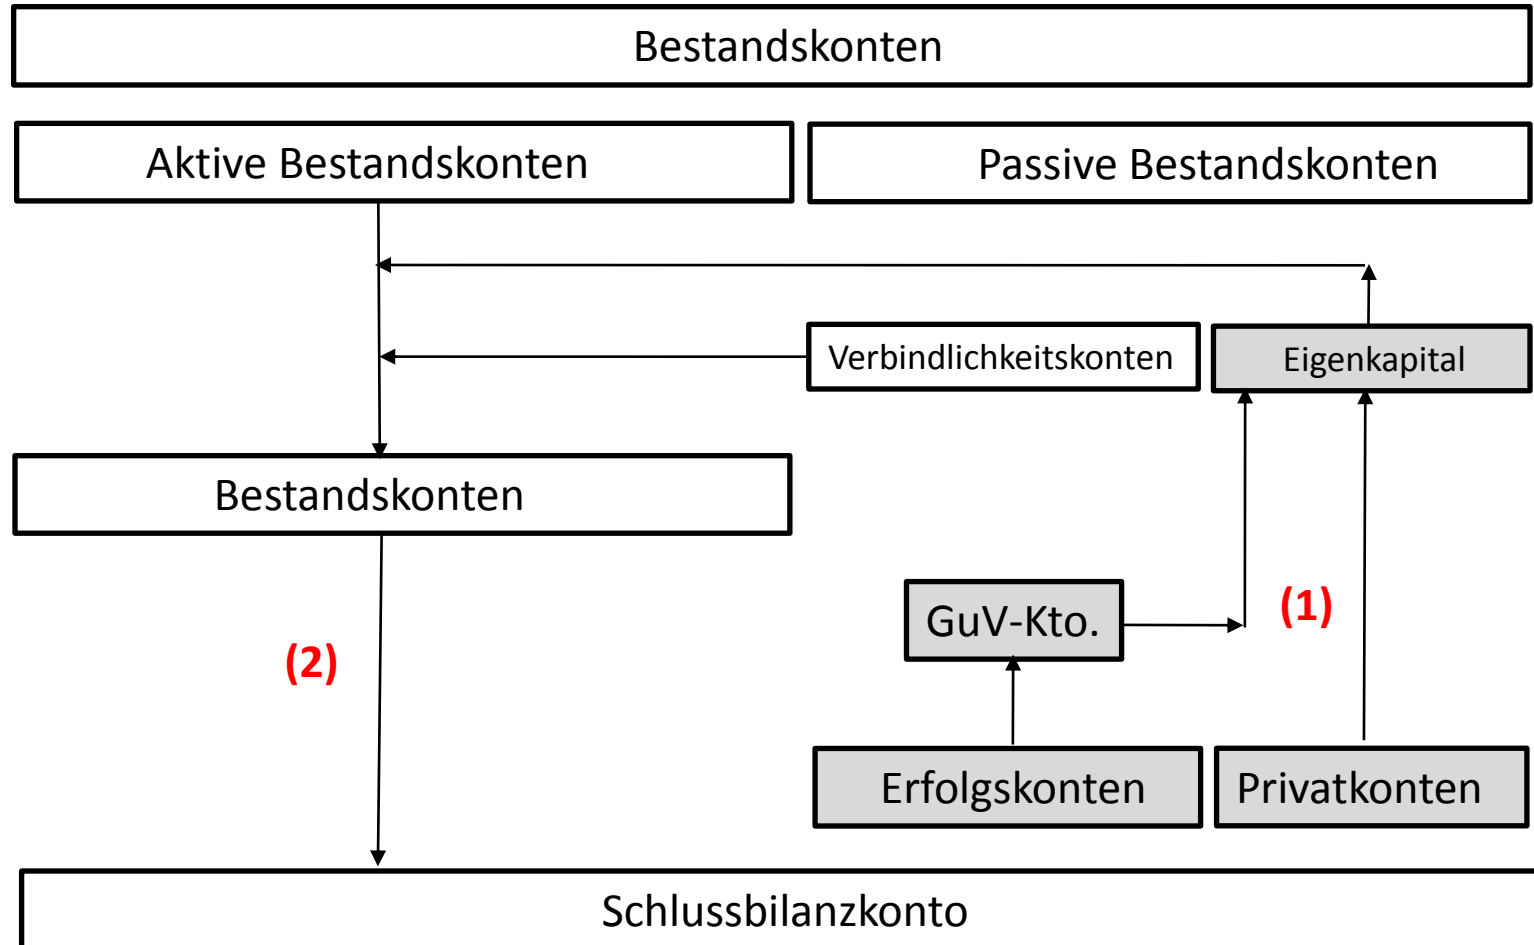 Bestandskonten
Aktive Bestandskonten
Passive Bestandskonten
Verbindlichkeitskonten
Eigenkapital
Bestandskonten
GuV-Kto.
(1)
(2)
Erfolgskonten
Privatkonten
Schlussbilanzkonto